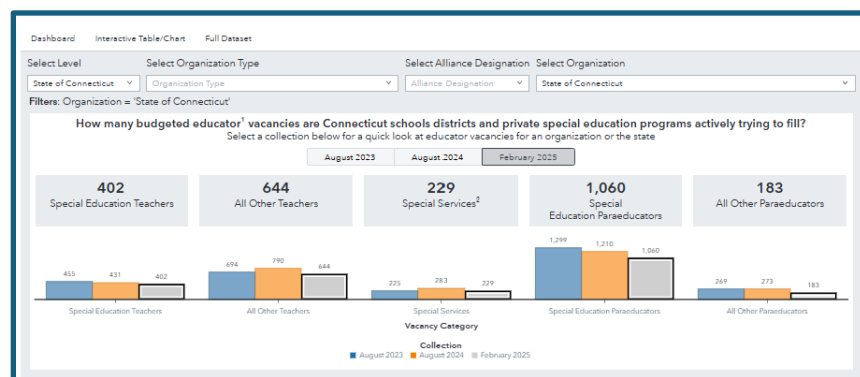 Dashboard Interactive Table/Chart Full Dataset
Select Level Select Organization Type Select Alliance Designation Select Organization
State of Connecticut Organization Type Alliance Designation State of Connecticut
Filters: Organization = 'State of Connecticut'
How many budgeted educator¹ vacancies are Connecticut schools districts and private special education programs actively trying to fill?
Select a collection below for a quick look at educator vacancies for an organization or the state
August 2023 August 2024 February 2025
402 644 229 1,060 183
Special Education Teachers All Other Teachers Special Services² Special All Other Paraeducators
Education Paraeducators
455 431 402 694 790 644 225 283 229 1,299 1,210 1,060 269 273 183
Special Education Teachers All Other Teachers Special Services Special Education Paraeducators All Other Paraeducators
Vacancy Category
Collection
August 2023 August 2024 February 2025